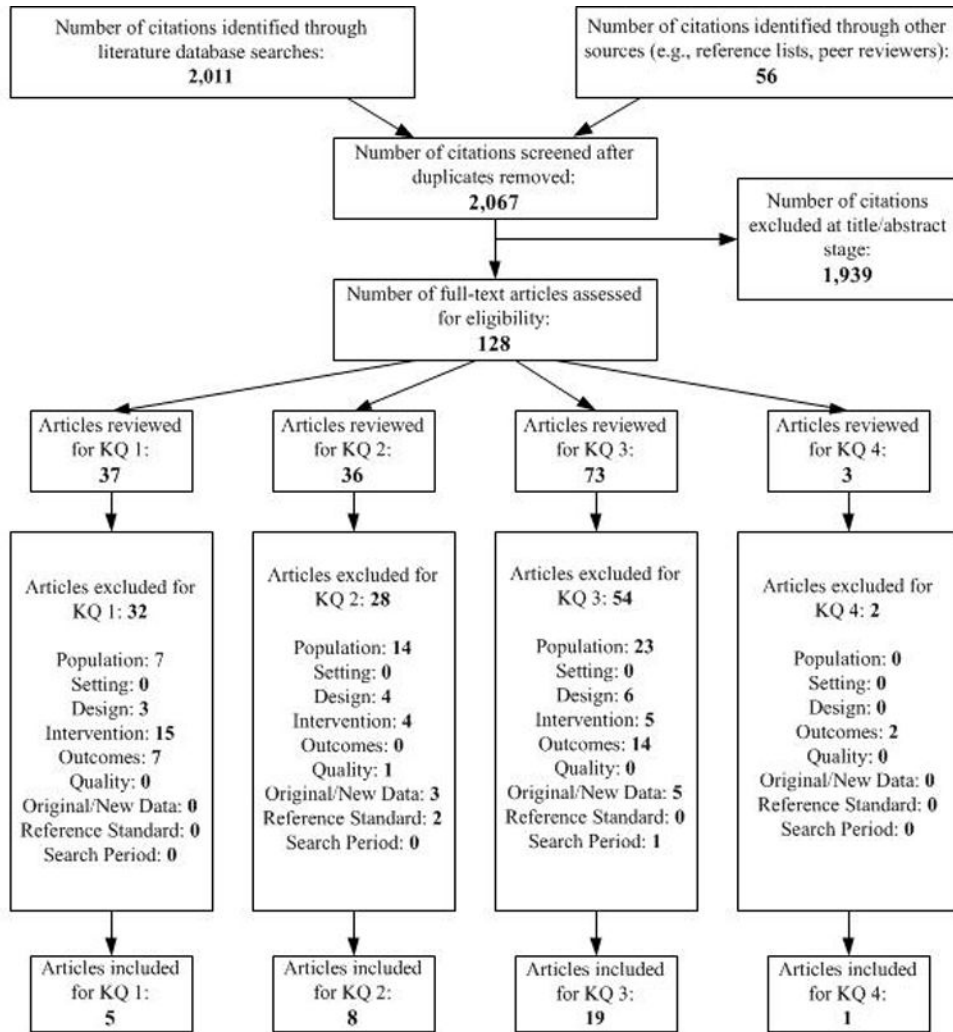 Number of citations identified through
literature database searches:
2,011
Number of citations identified through other
sources (e.g., reference lists, peer reviewers):
56
Number of citations screened after
duplicates removed:
2,067
Number of citations
excluded at title/abstract
stage:
1,939
Number of full-text articles assessed
for eligibility:
128
Articles reviewed
for KQ 1:
37
Articles reviewed
for KQ 2:
36
Articles reviewed
for KQ 3:
73
Articles reviewed
for KQ 4:
3
Articles excluded for
KQ 1: 32
Population: 7
Setting: 0
Design: 3
Intervention: 15
Outcomes: 7
Quality: 0
Original/New Data: 0
Reference Standard: 0
Search Period: 0
Articles excluded for
KQ 2: 28
Population: 14
Setting: 0
Design: 4
Intervention: 4
Outcomes: 0
Quality: 1
Original/New Data: 3
Reference Standard: 2
Search Period: 0
Articles excluded for
KQ 3: 54
Population: 23
Setting: 0
Design: 6
Intervention: 5
Outcomes: 14
Quality: 0
Original/New Data: 5
Reference Standard: 0
Search Period: 1
Articles excluded for
KQ 4: 2
Population: 0
Setting: 0
Design: 0
Outcomes: 2
Quality: 0
Original/New Data: 0
Reference Standard: 0
Search Period: 0
Articles included
for KQ 1:
5
Articles included
for KQ 2:
8
Articles included
for KQ 3:
19
Articles included
for KQ 4:
1